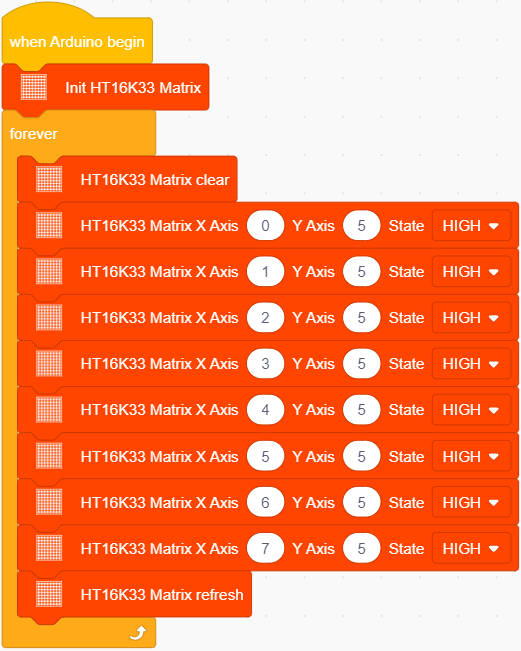 when Arduino begin
Init HT16K33 Matrix
forever
HT16K33 Matrix clear
HT16K33 Matrix X Axis 0 Y Axis 5 State HIGH
HT16K33 Matrix X Axis 1 Y Axis 5 State HIGH
HT16K33 Matrix X Axis 2 Y Axis 5 State HIGH
HT16K33 Matrix X Axis 3 Y Axis 5 State HIGH
HT16K33 Matrix X Axis 4 Y Axis 5 State HIGH
HT16K33 Matrix X Axis 5 Y Axis 5 State HIGH
HT16K33 Matrix X Axis 6 Y Axis 5 State HIGH
HT16K33 Matrix X Axis 7 Y Axis 5 State HIGH
HT16K33 Matrix refresh